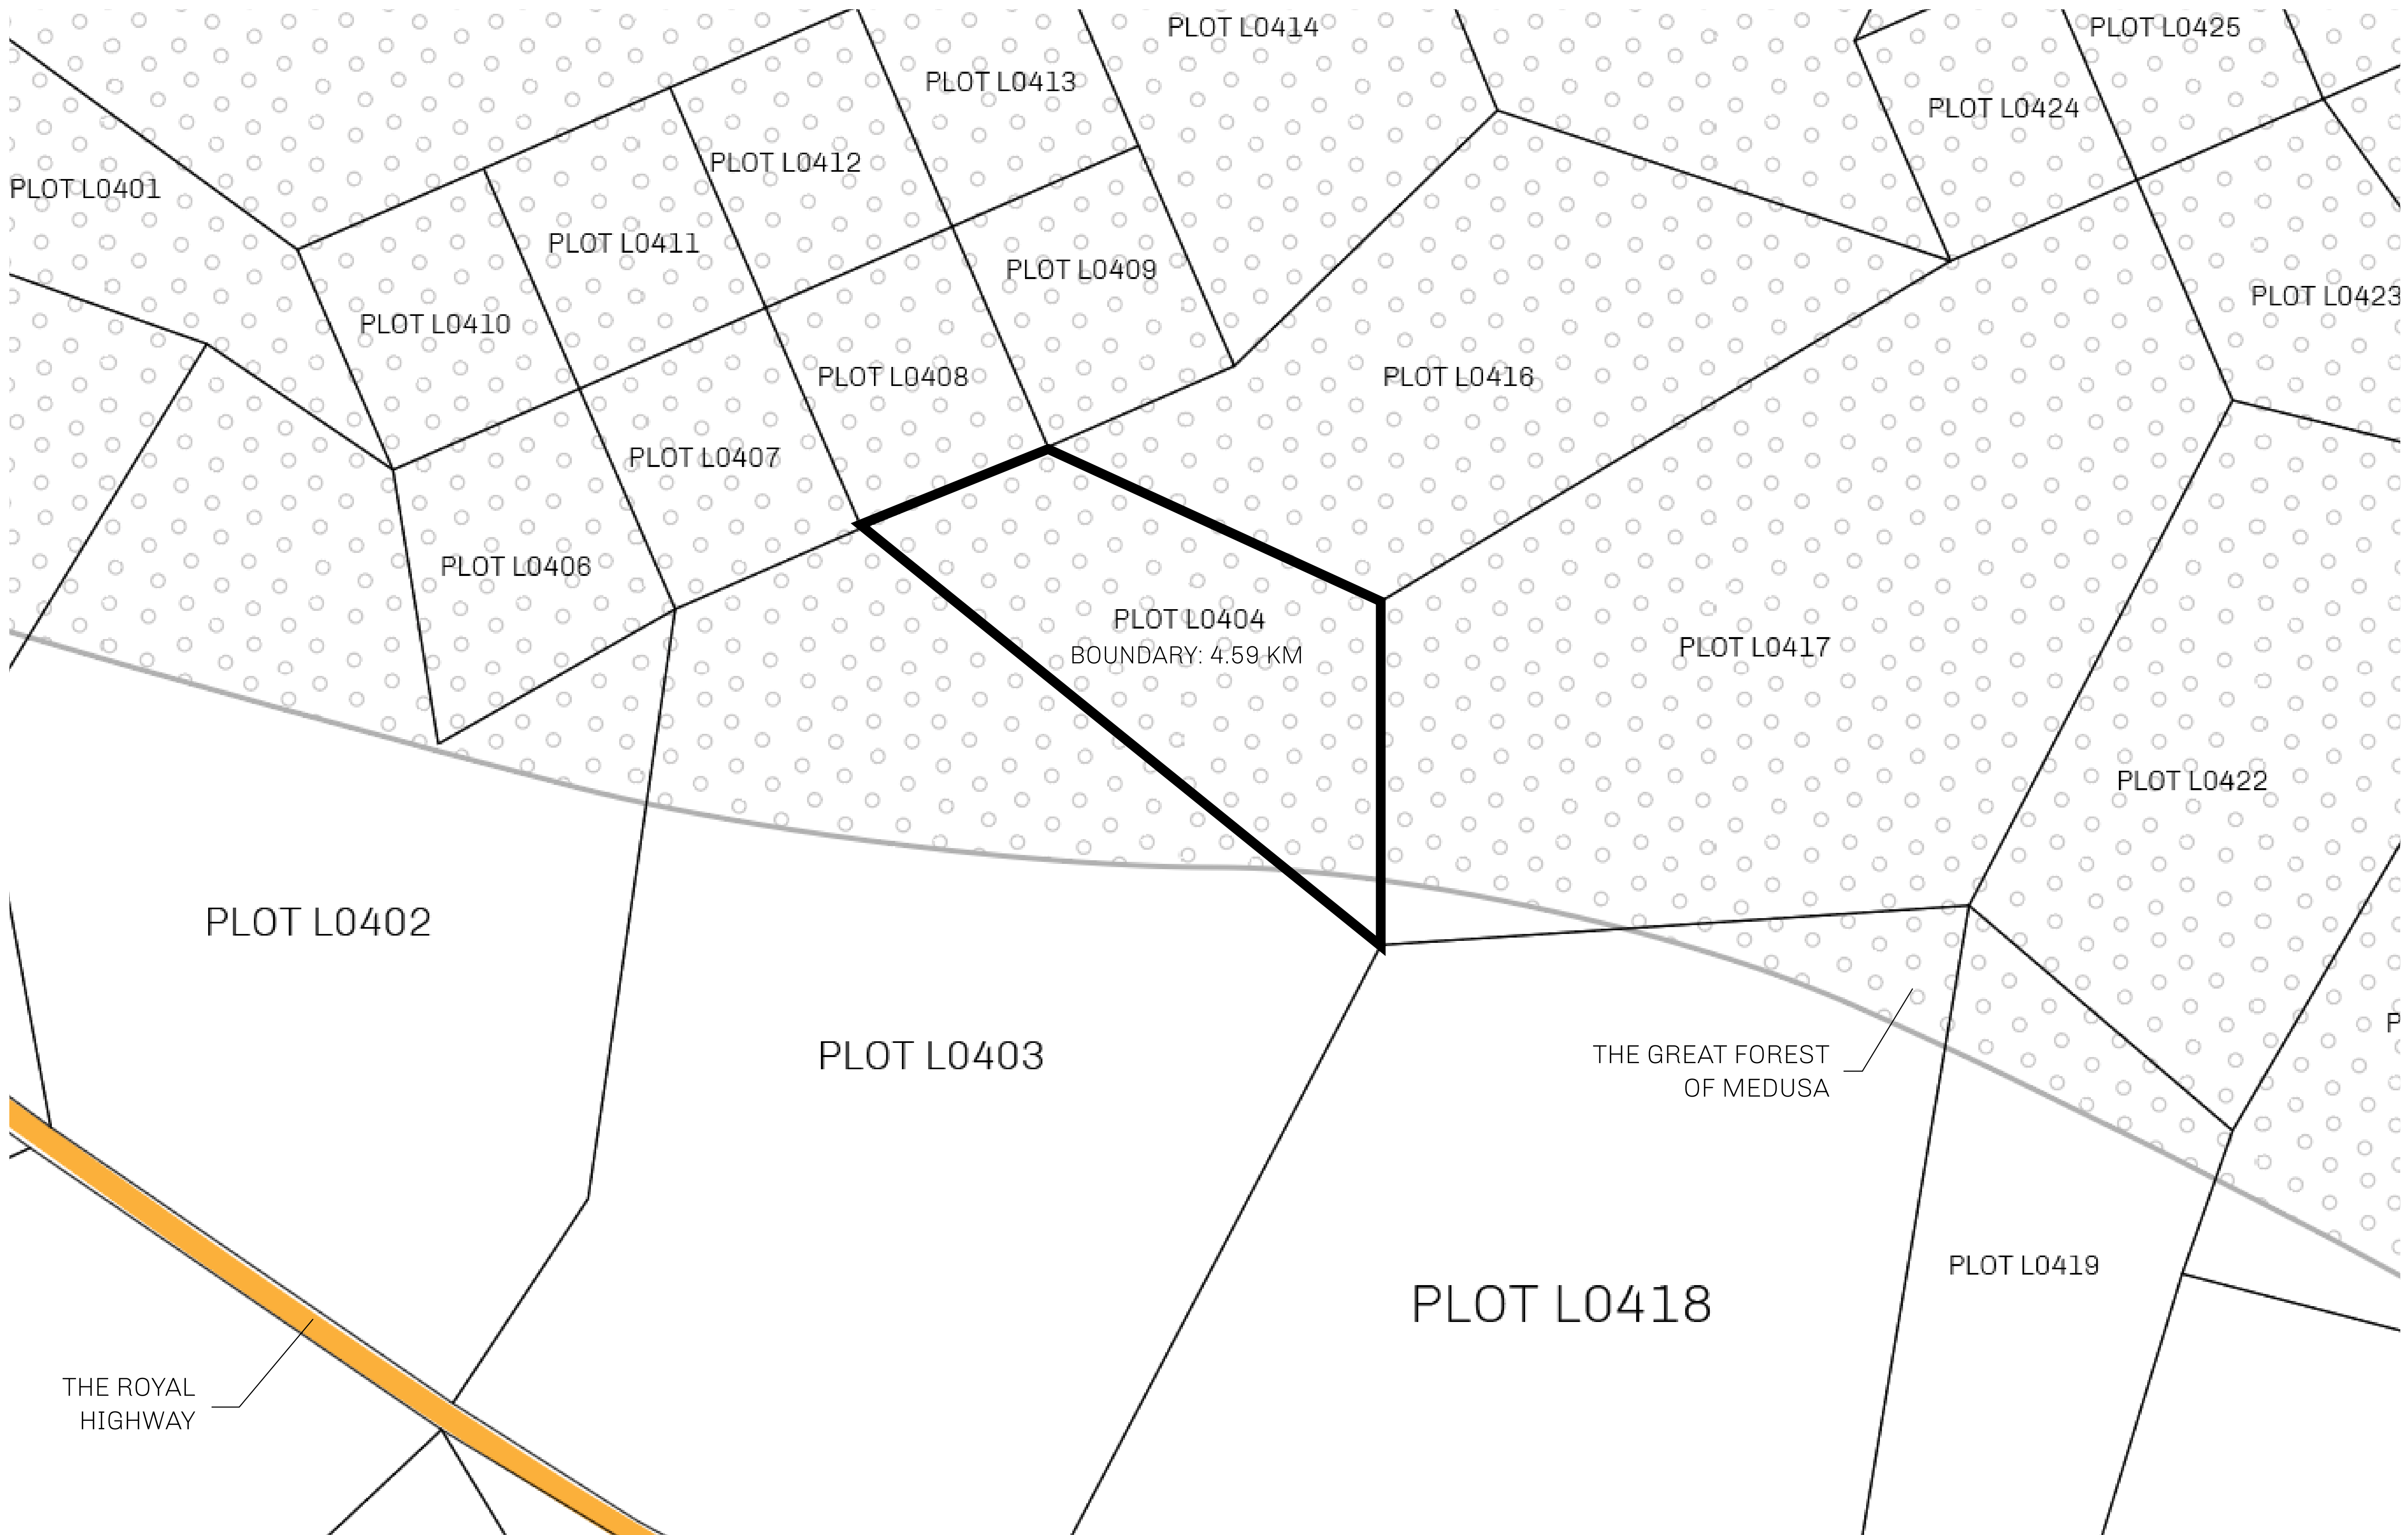 PLOT L0414
PLOT L0425
PLOT L0413
PLOT L0424
PLOT L0412
PLOT L0401
PLOT L0411
PLOT L0409
PLOT L0423
PLOT L0410
PLOT L0408
PLOT L0416
PLOT L0407
PLOT L0406
PLOT L0404
BOUNDARY: 4.59 KM
PLOT L0417
PLOT L0422
PLOT L0402
P
PLOT L0403
THE GREAT FOREST
OF MEDUSA
PLOT L0419
PLOT L0418
THE ROYAL
HIGHWAY